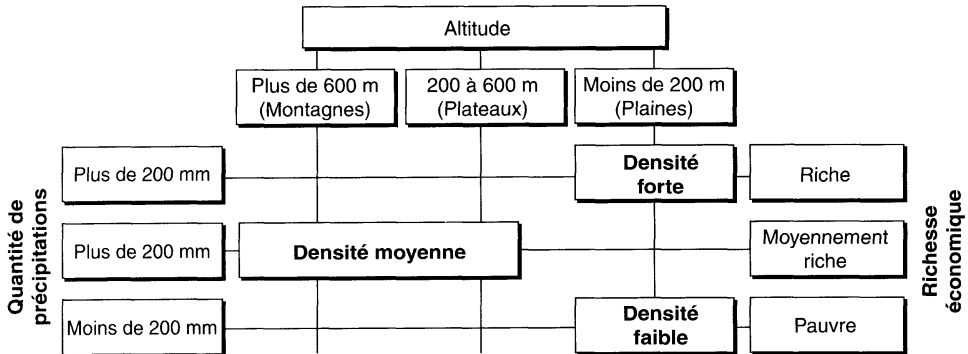 Altitude
Plus de 600 m
(Montagnes)
200 à 600 m
(Plateaux)
Moins de 200 m
(Plaines)
Quantité de
précipitations
Plus de 200 mm
Densité
forte
Riche
Plus de 200 mm
Densité moyenne
Moyennement
riche
Moins de 200 mm
Densité
faible
Pauvre
Richesse
économique